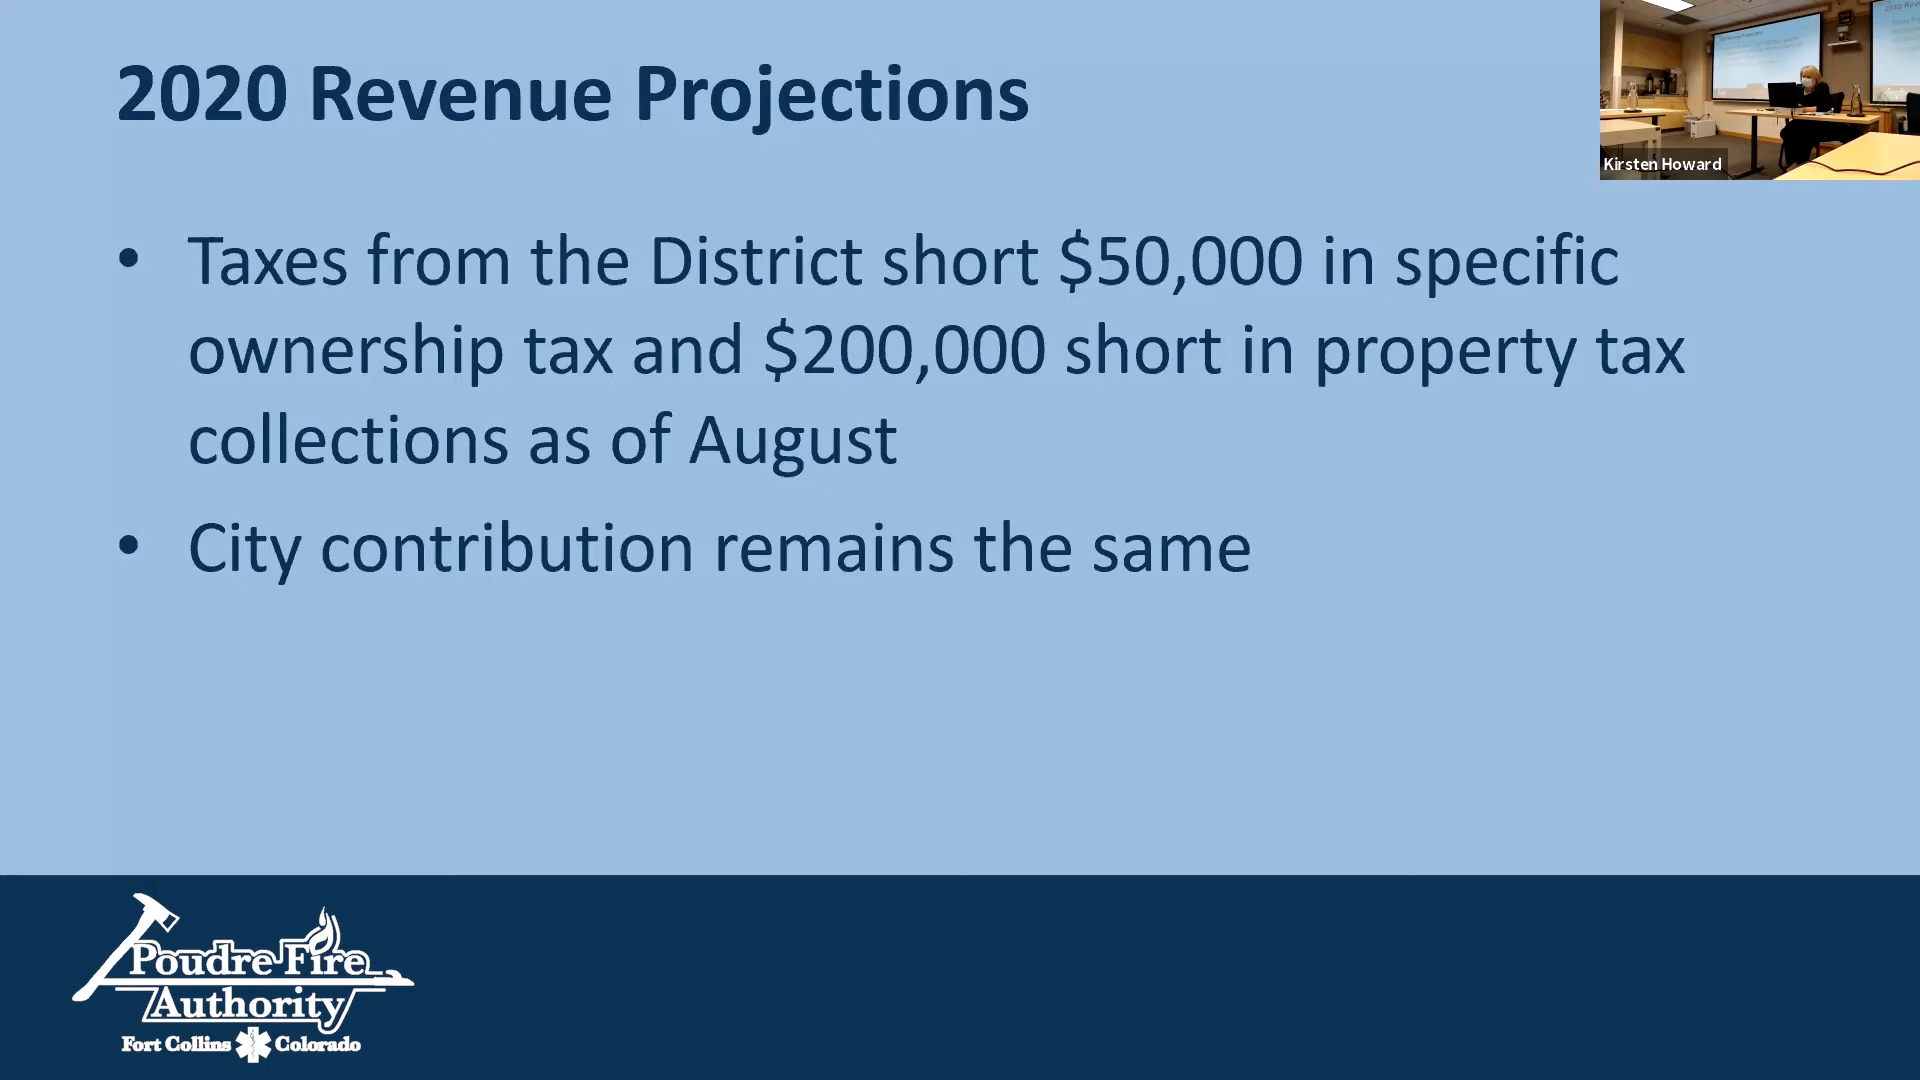 2020 Revenue Projections
Kirsten Howard
• Taxes from the District short $50,000 in specific
ownership tax and $200,000 short in property tax
collections as of August
• City contribution remains the same
Poudre Fire
Authority
Fort Collins Colorado